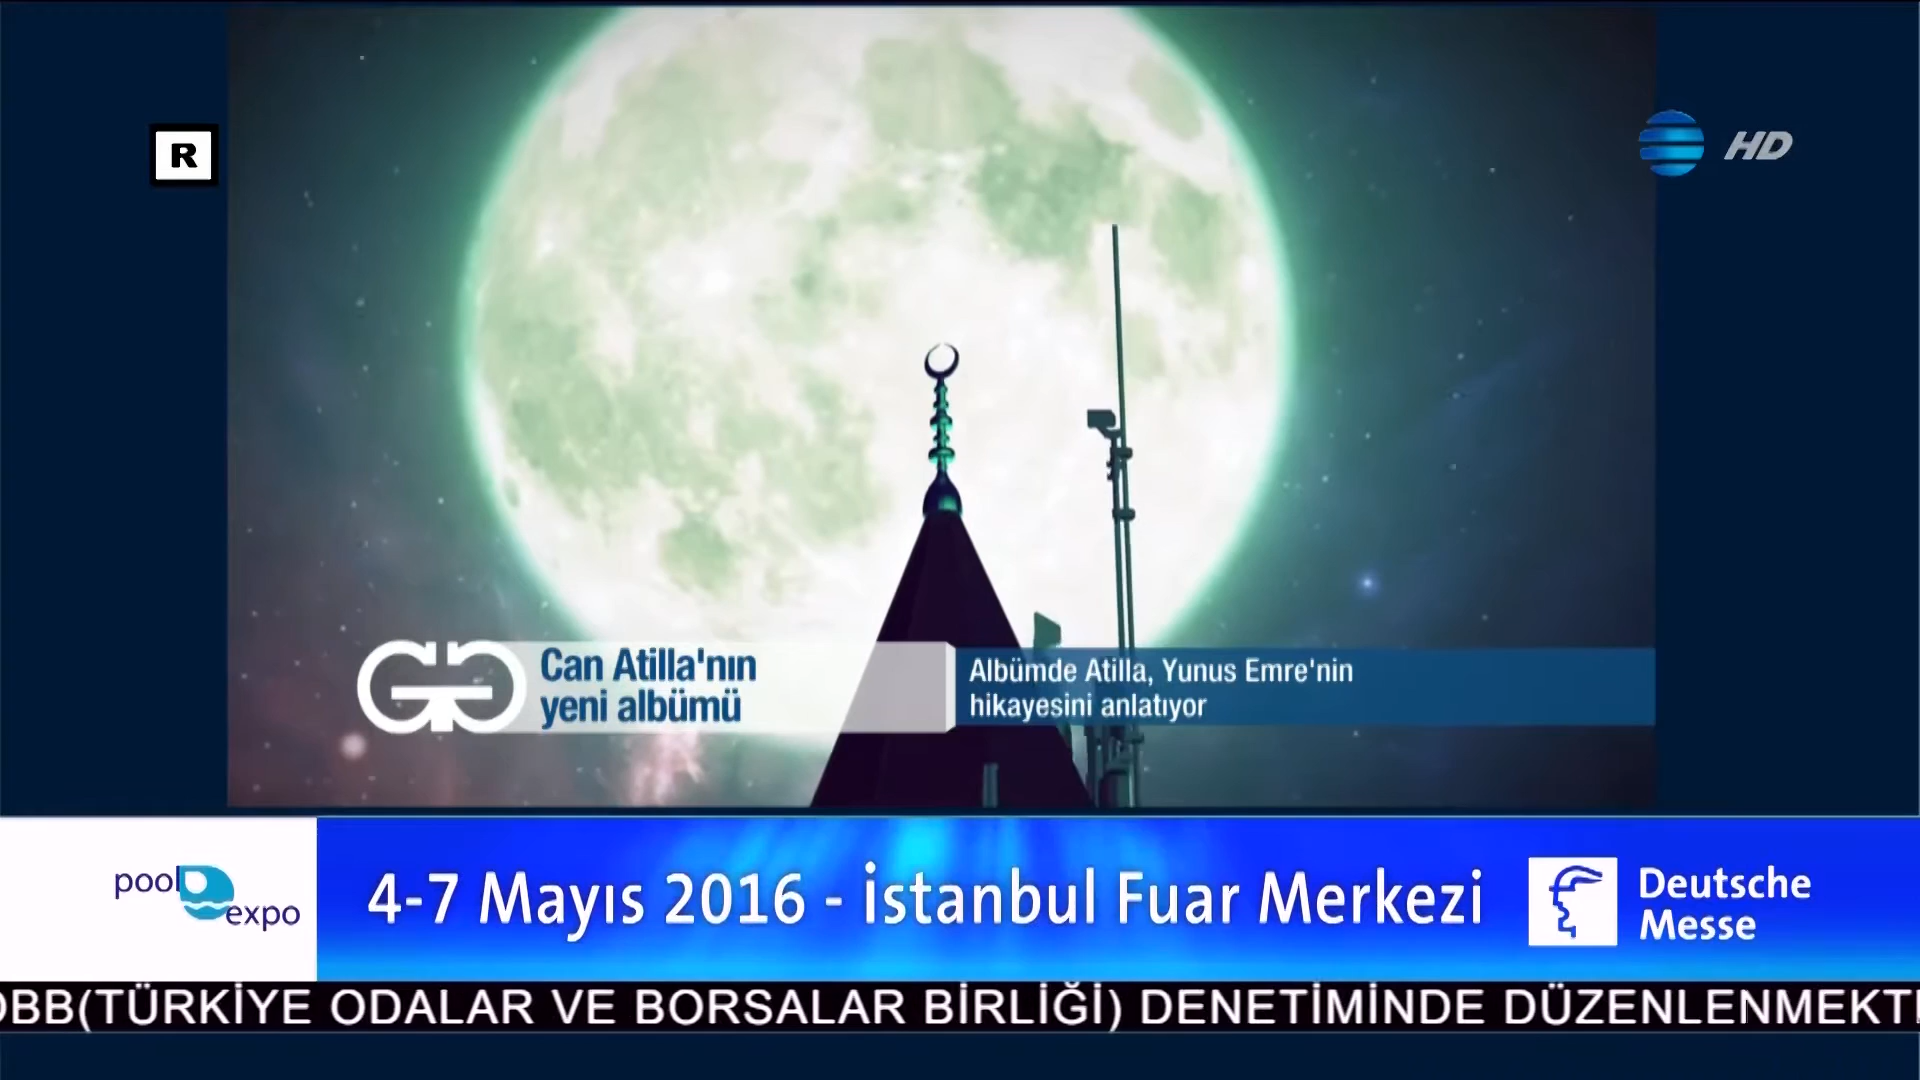 R
HD
Can Atilla'nın
yeni albümü
Albümde Atilla, Yunus Emre'nin
hikayesini anlatıyor
pool
expo
4-7 Mayıs 2016 - İstanbul Fuar Merkezi
Deutsche
Messe
OBB(TÜRKİYE ODALAR VE BORSALAR BİRLİĞİ) DENETİMİNDE DÜZENLENMEKT